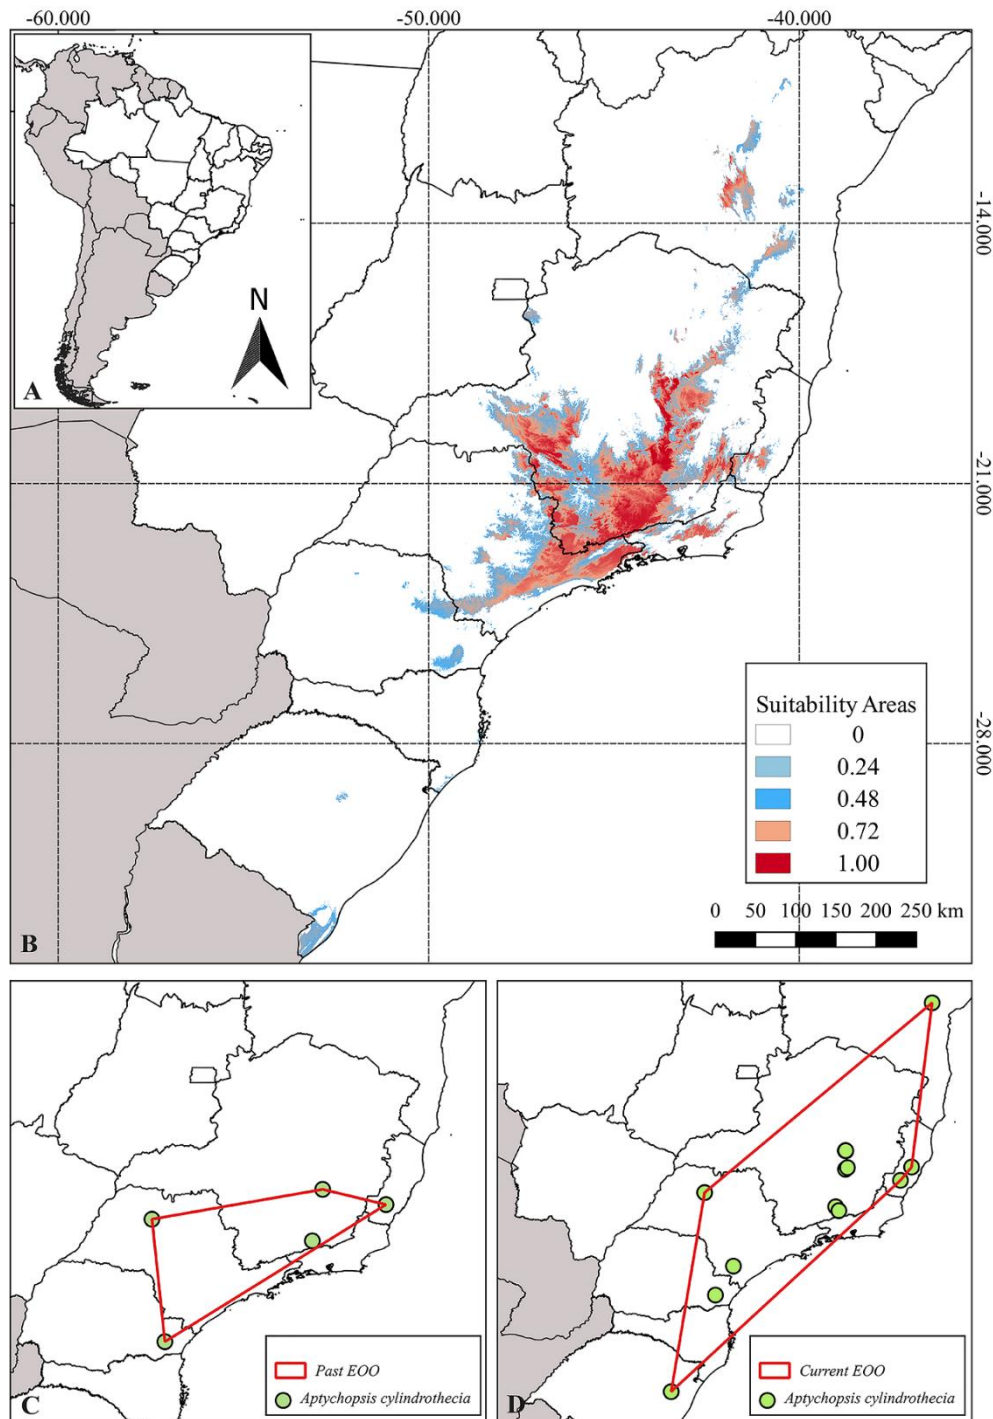 -60.000 -50.000 -40.000
N
A
-14.000
-21.000
-28.000
Suitability Areas
0
0.24
0.48
0.72
1.00
0 50 100 150 200 250 km
B
Past EOO
Aptychopsis cylindrothecia
C
Current EOO
Aptychopsis cylindrothecia
D